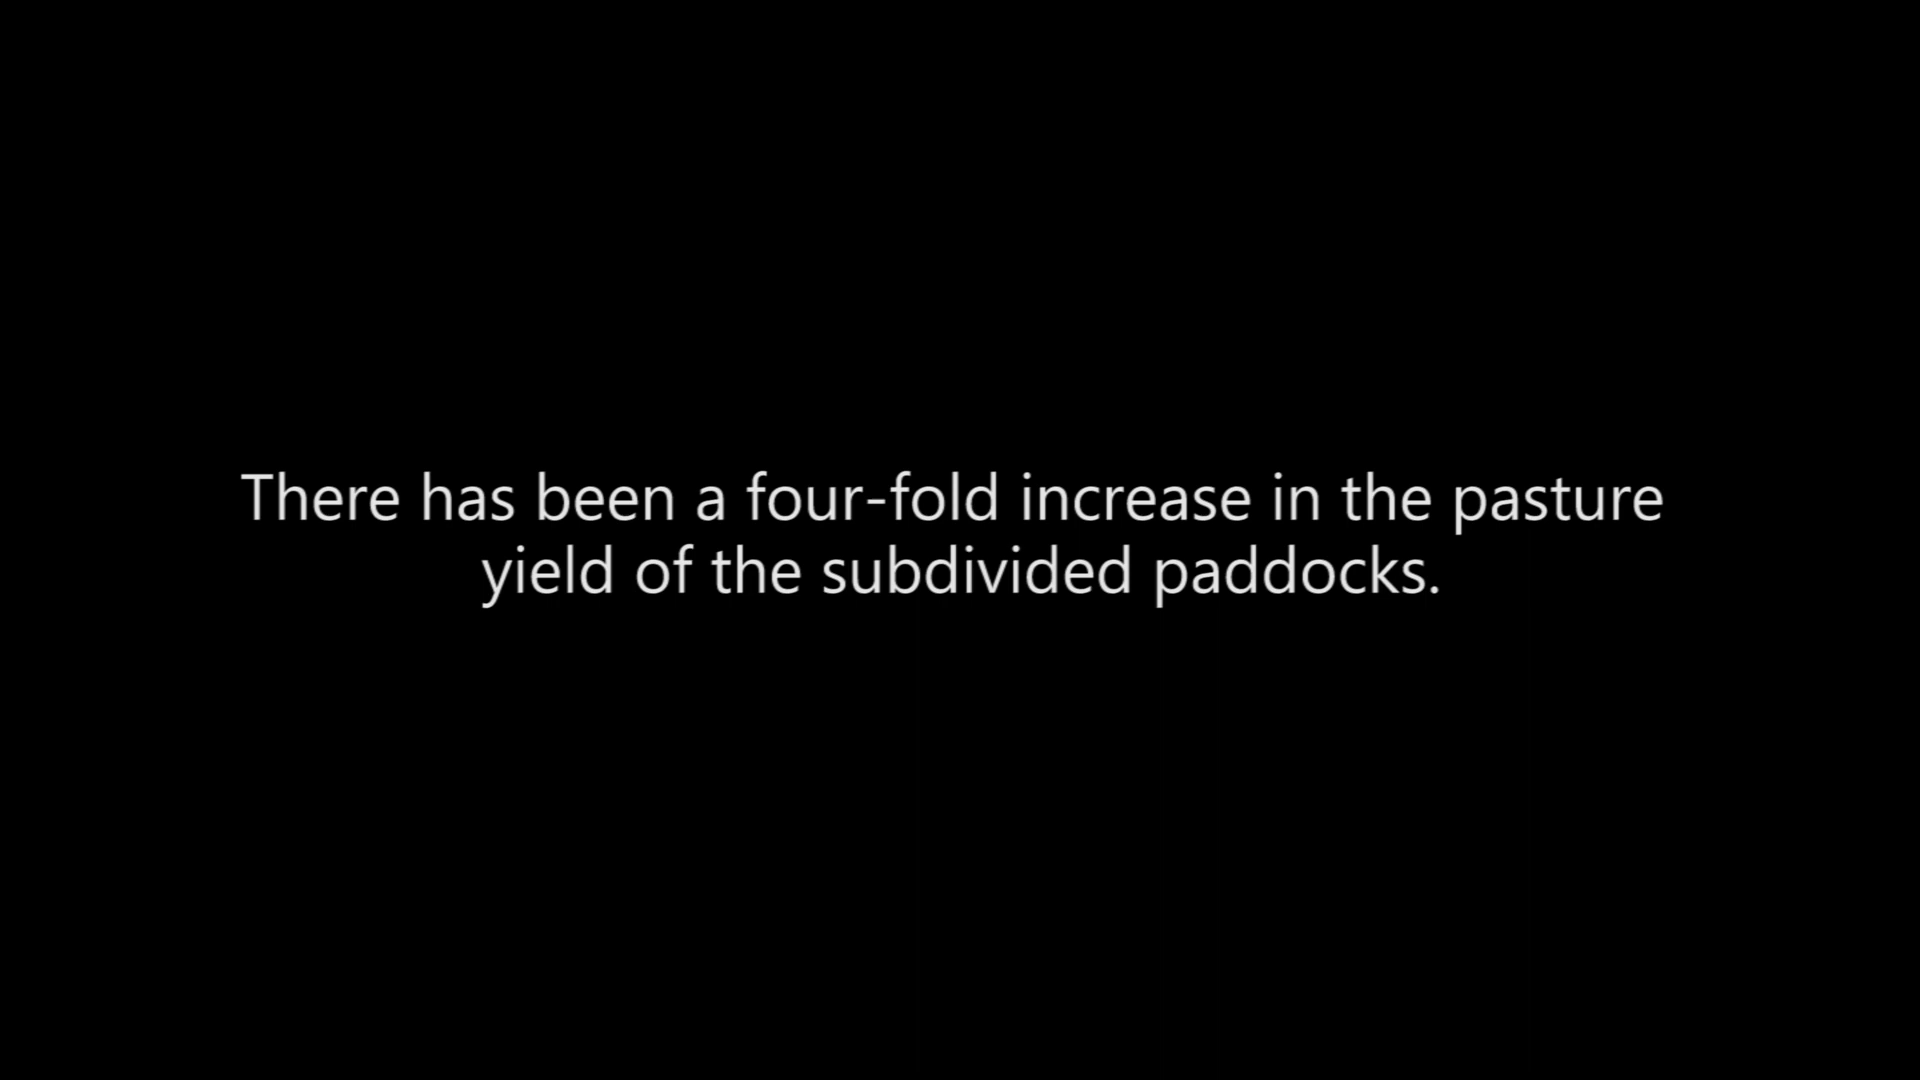 There has been a four-fold increase in the pasture
yield of the subdivided paddocks.